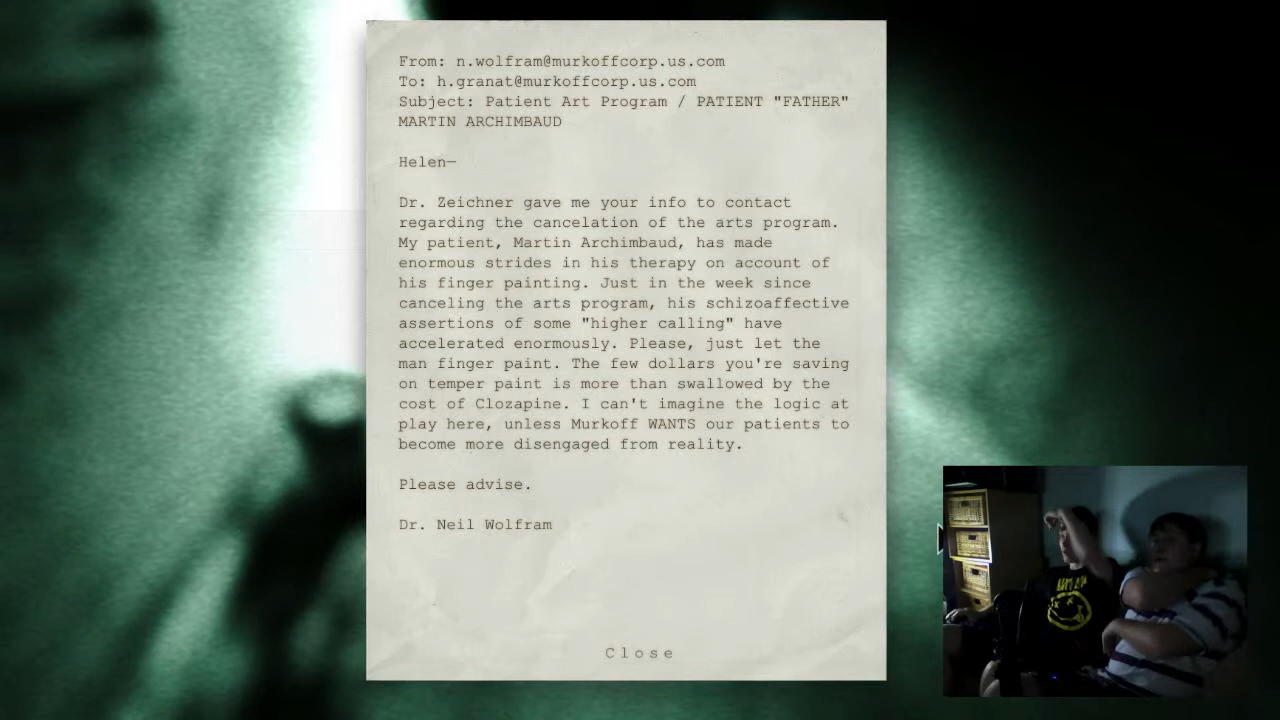 From: n.wolfram@murkoffcorp.us.com
To: h.granat@murkoffcorp.us.com
Subject: Patient Art Program / PATIENT "FATHER"
MARTIN ARCHIMBAUD
Helen—
Dr. Zeichner gave me your info to contact
regarding the cancelation of the arts program.
My patient, Martin Archimbaud, has made
enormous strides in his therapy on account of
his finger painting. Just in the week since
canceling the arts program, his schizoaffective
assertions of some "higher calling" have
accelerated enormously. Please, just let the
man finger paint. The few dollars you're saving
on temper paint is more than swallowed by the
cost of Clozapine. I can't imagine the logic at
play here, unless Murkoff WANTS our patients to
become more disengaged from reality.
Please advise.
Dr. Neil Wolfram
Close